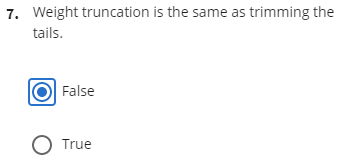 7. Weight truncation is the same as trimming the
tails.
False
True